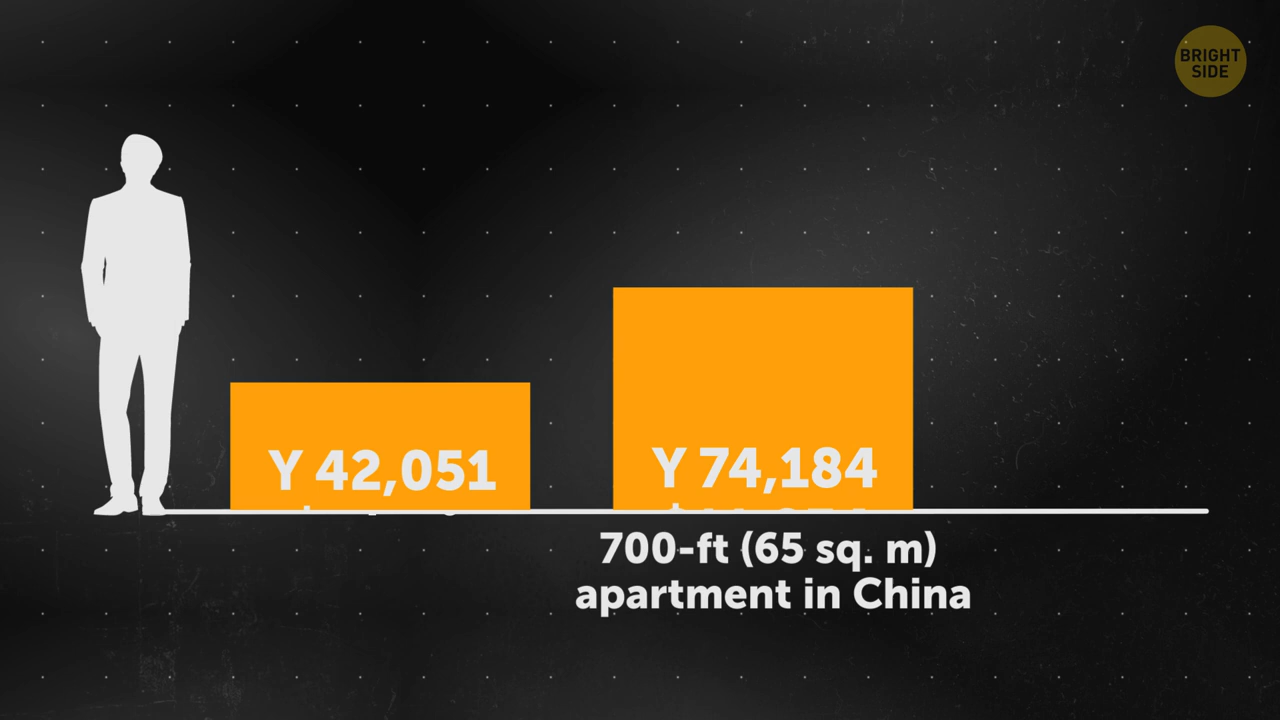 BRIGHT
SIDE
Y 42,051
Y 74,184
700-ft (65 sq. m)
apartment in China